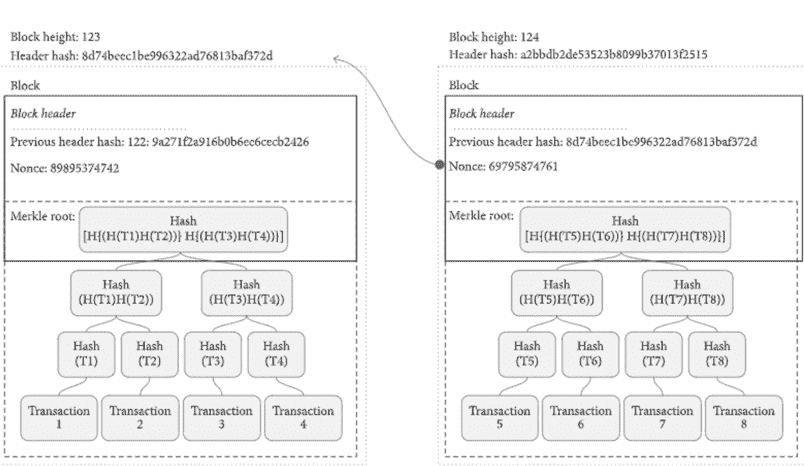 Block height: 123
Header hash: 8d74beec1be996322ad76813baf372d
Block
Block header
Previous header hash: 122: 9a271f2a916b0b6ee6cecb2426
Nonce: 89895374742
Merkle root:
Hash
[H{(H(T1)H(T2))} H{(H(T3)H(T4))}]
Hash
(H(T1)H(T2))
Hash
(H(T3)H(T4))
Hash
(T1)
Hash
(T2)
Hash
(T3)
Hash
(T4)
Transaction
1
Transaction
2
Transaction
3
Transaction
4
Block height: 124
Header hash: a2bbdb2de53523b8099b37013f2515
Block
Block header
Previous header hash: 8d74beec1be996322ad76813baf372d
Nonce: 69795874761
Merkle root:
Hash
[H{(H(T5)H(T6))} H{(H(T7)H(T8))}]
Hash
(H(T5)H(T6))
Hash
(H(T7)H(T8))
Hash
(T5)
Hash
(T6)
Hash
(T7)
Hash
(T8)
Transaction
5
Transaction
6
Transaction
7
Transaction
8